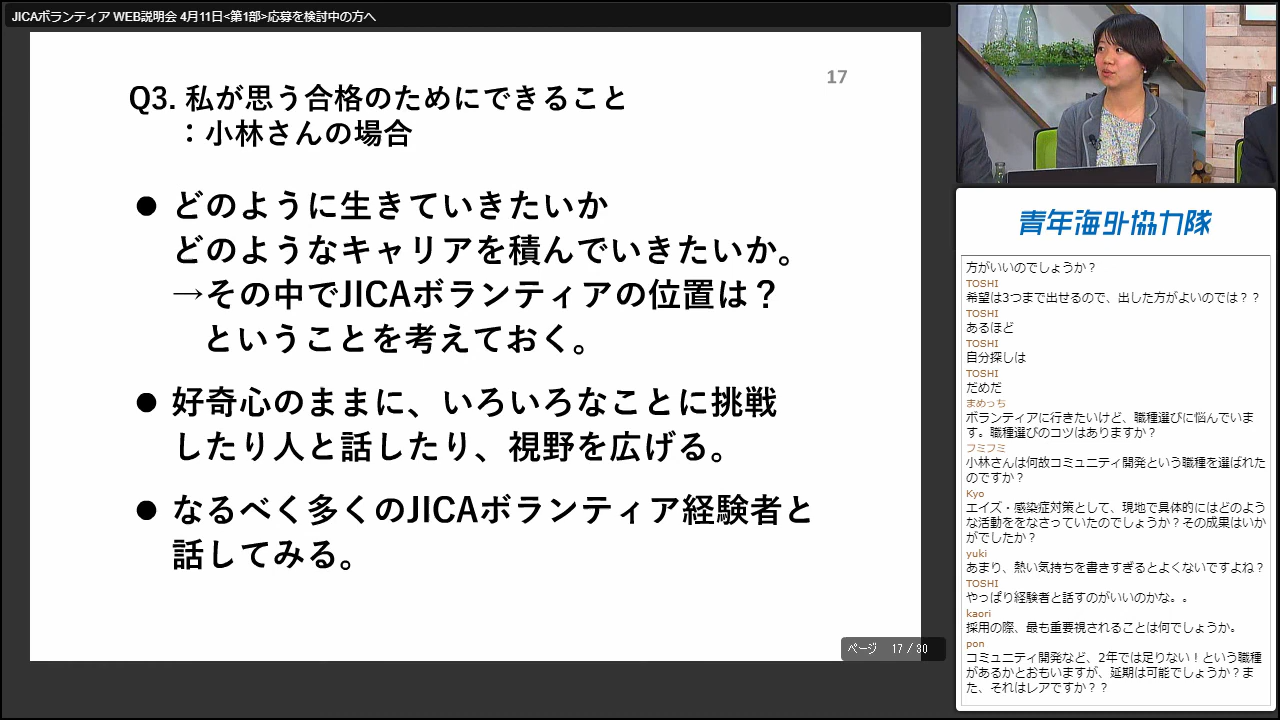 JICAボランティア WEB説明会 4月11日<第1部>応募を検討中の方へ
17
Q3. 私が思う合格のためにできること
：小林さんの場合
● どのように生きていきたいか
どのようなキャリアを積んでいきたいか。
→その中でJICAボランティアの位置は？
ということを考えておく。
● 好奇心のままに、いろいろなことに挑戦
したり人と話したり、視野を広げる。
● なるべく多くのJICAボランティア経験者と
話してみる。
ページ 17 / 30
青年海外協力隊
方がいいのでしょうか？
TOSHI
希望は3つまで出せるので、出した方がよいのでは？？
TOSHI
あるほど
TOSHI
自分探しは
TOSHI
だめだ
まめっち
ボランティアに行きたいけど、職種選びに悩んでいま
す。職種選びのコツはありますか？
フミフミ
小林さんは何故コミュニティ開発という職種を選ばれた
のですか？
Kyo
エイズ・感染症対策として、現地で具体的にはどのよう
な活動ををなさっていたのでしょうか？その成果はいか
がでしたか？
yuki
あまり、熱い気持ちを書きすぎるとよくないですよね？
TOSHI
やっぱり経験者と話すのがいいのかな。。
kaori
採用の際、最も重要視されることは何でしょうか。
pon
コミュニティ開発など、2年では足りない！という職種
があるかとおもいますが、延期は可能でしょうか？ま
た、それはレアですか？？